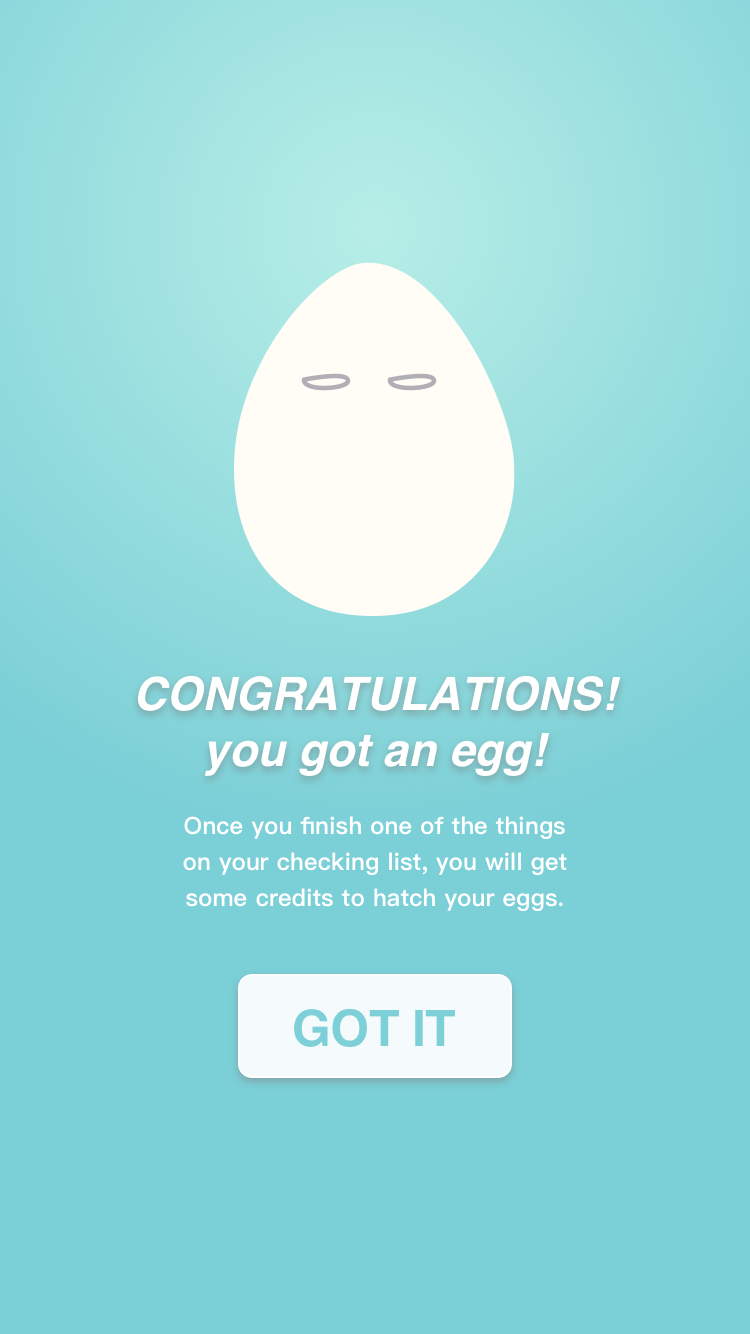 CONGRATULATIONS!
you got an egg!
Once you finish one of the things
on your checking list, you will get
some credits to hatch your eggs.
GOT IT